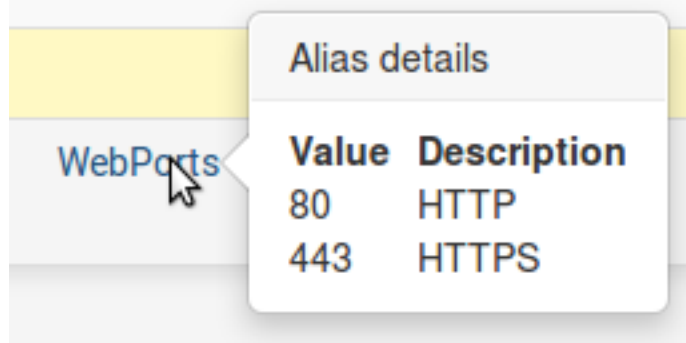 Alias details
WebPorts
Value Description
80 HTTP
443 HTTPS